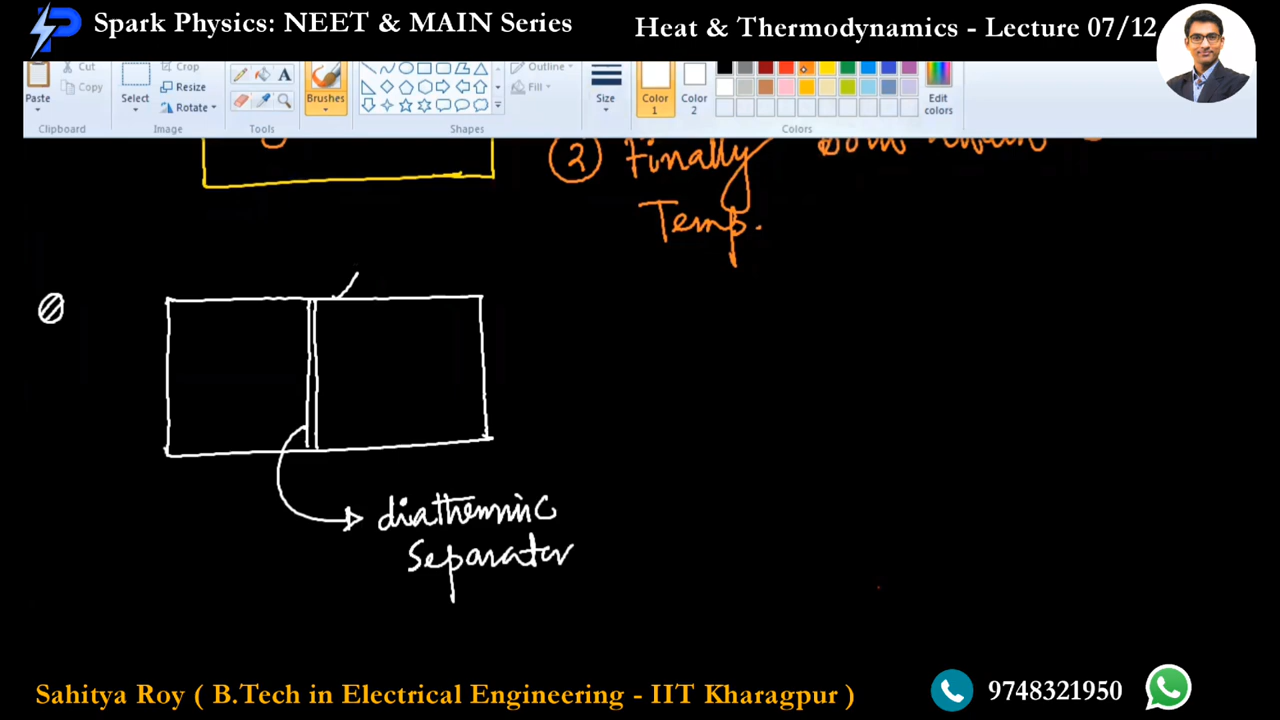 Spark Physics: NEET & MAIN Series
Heat & Thermodynamics - Lecture 07/12
Paste
Cut
Copy
Clipboard
Select
Crop
Resize
Rotate
Image
Tools
Brushes
Shapes
Outline
Fill
Size
Color 1
Color 2
Colors
Edit colors
2 Finally
Temp.
diathermic
Separator
Sahitya Roy ( B.Tech in Electrical Engineering - IIT Kharagpur )
9748321950